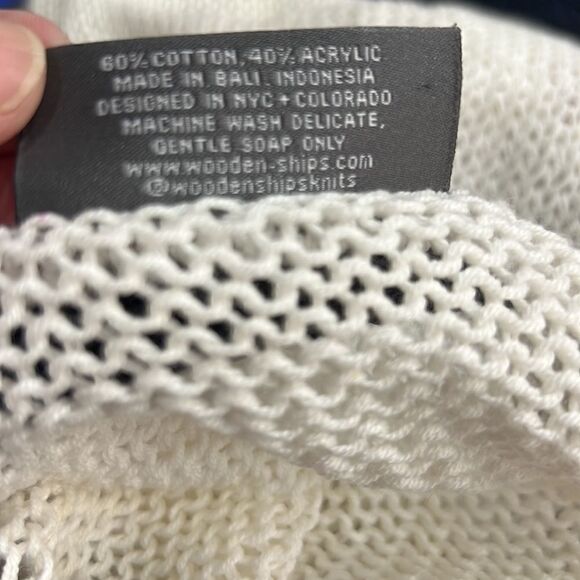 60% COTTON, 40% ACRYLIC
MADE IN BALI, INDONESIA
DESIGNED IN NYC + COLORADO
MACHINE WASH DELICATE,
GENTLE SOAP ONLY
www.wooden-ships.com
@woodenshipsknits